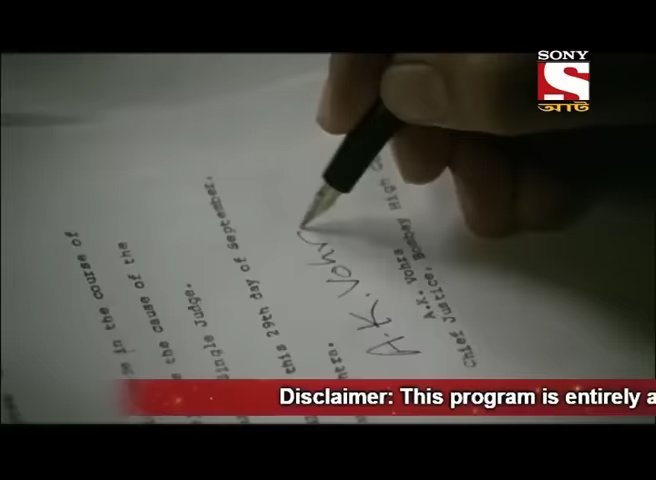 SONY
S
আট
in the course of
the cause of the
Single Judge.
this 29th day of September.
A.K. Vohr
A.K. Vohra
Chief Justice, Bombay High
Disclaimer: This program is entirely a